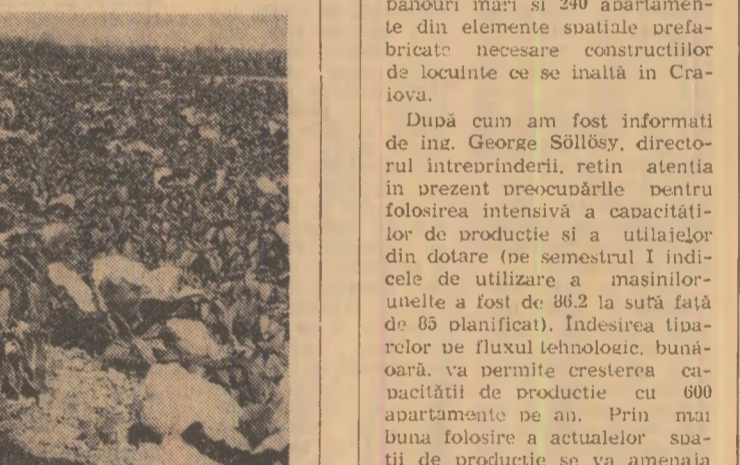 panouri mari si 240 apartamen-
te din elemente spatiale prefa-
bricate necesare constructiilor
de locuinte ce se inaltă in Cra-
iova.
După cum am fost informati
de ing. George Söllösy, directo-
rul intreprinderii, retin atentia
in prezent preocupările pentru
folosirea intensivă a capacităti-
lor de productie si a utilajelor
din dotare (pe semestrul I indi-
cele de utilizare a mașinilor-
unelte a fost de 86.2 la sută față
de 85 planificat). Îndesirea tipa-
relor pe fluxul tehnologic, bună-
oară, va permite cresterea ca-
pacitătii de productie cu 600
apartamente pe an. Prin mai
buna folosire a actualelor spa-
tii de productie se va amenaja